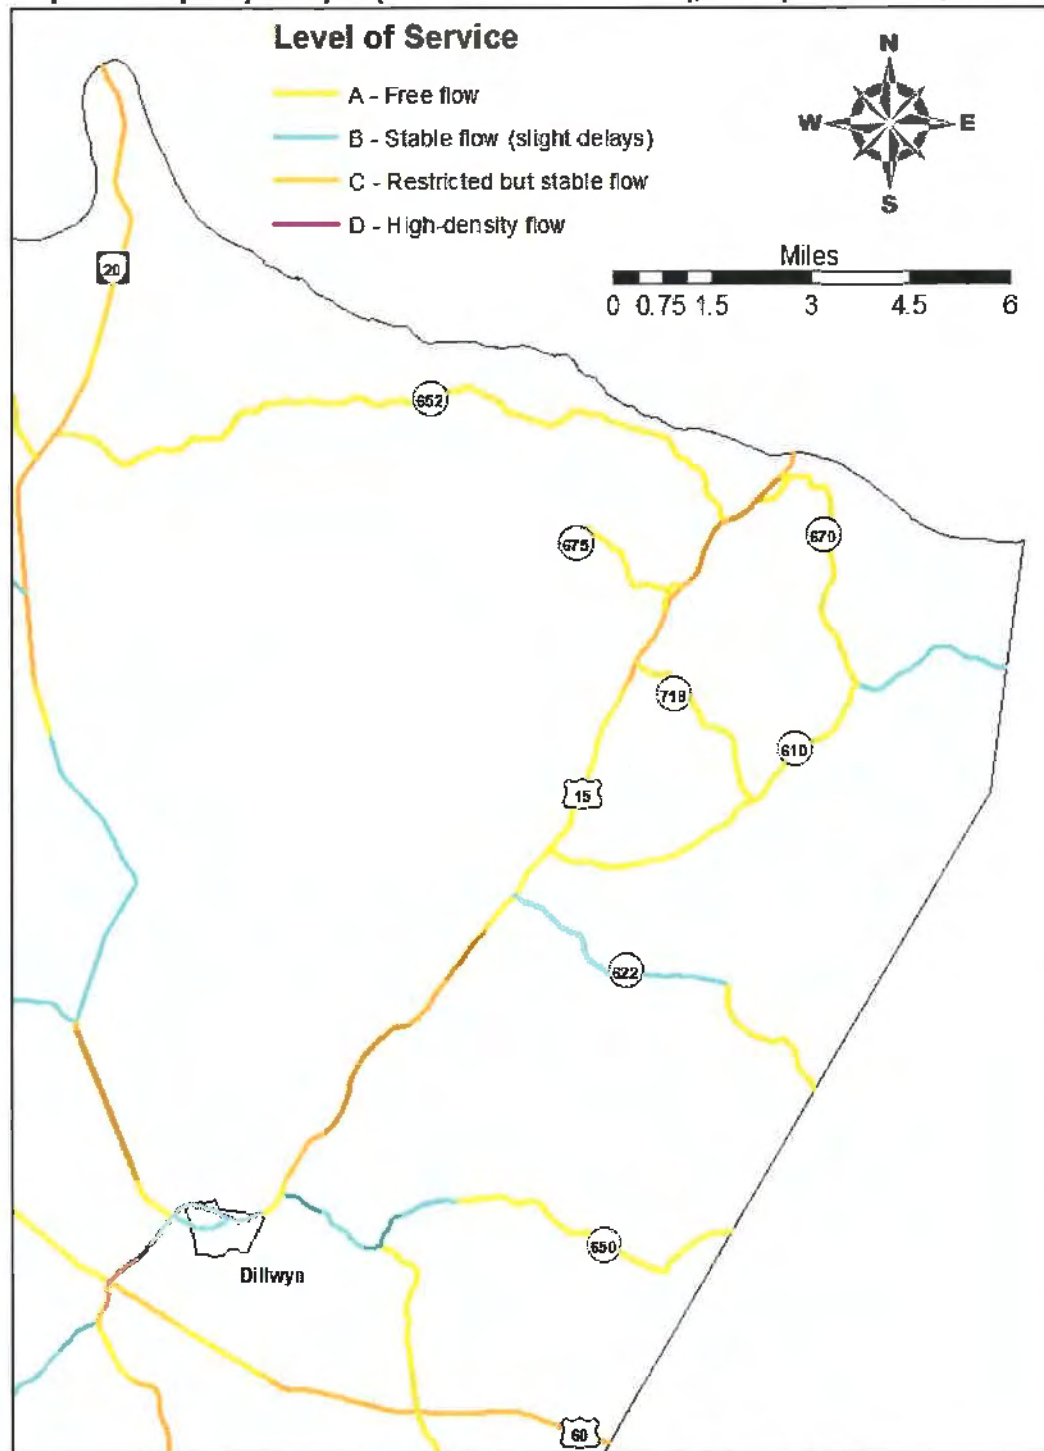 Level of Service
A - Free flow
B - Stable flow (slight delays)
C - Restricted but stable flow
D - High-density flow
N
W E
S
Miles
0 0.75 1.5 3 4.5 6
20
652
675
670
718
610
15
622
650
Dillwyn
60